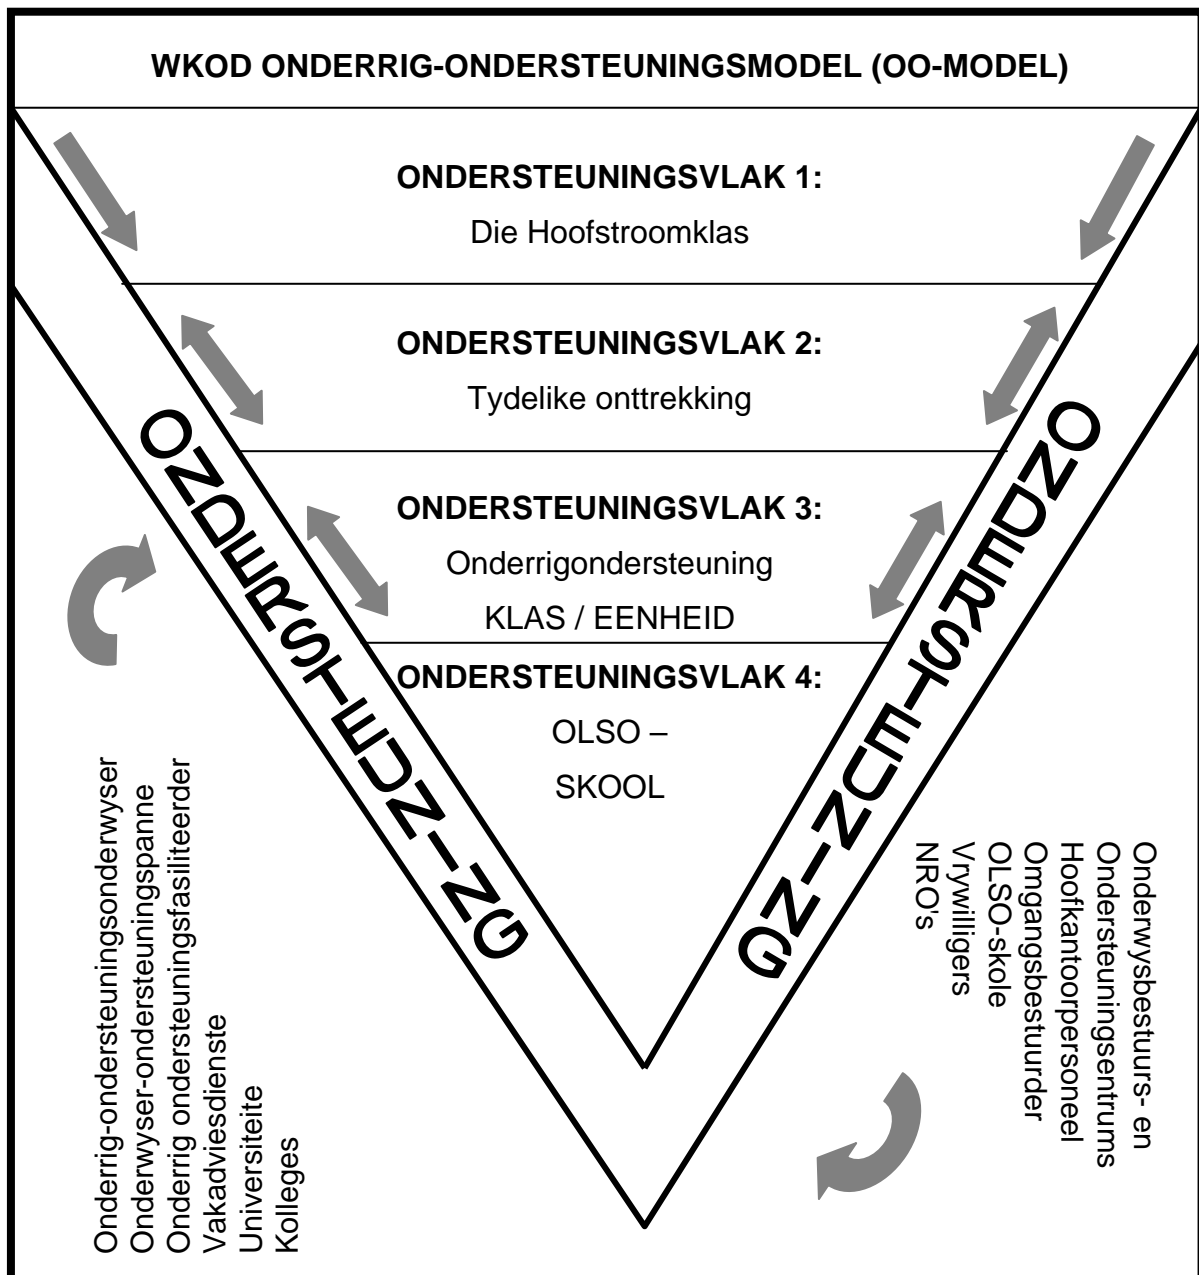 WKOD ONDERRIG-ONDERSTEUNINGSMODEL (OO-MODEL)
ONDERSTEUNINGSVLAK 1:
Die Hoofstroomklas
ONDERSTEUNINGSVLAK 2:
Tydelike onttrekking
ONDERSTEUNINGSVLAK 3:
Onderrigondersteuning
KLAS / EENHEID
ONDERSTEUNINGSVLAK 4:
OLSO –
SKOOL
ONDERSTEUNING
ONDERSTEUNING
Onderrig-ondersteuningsonderwyser
Onderwyser-ondersteuningspanne
Onderrig ondersteuningsfasiliteerder
Vakadviesdienste
Universiteite
Kolleges
Onderwysbestuurs- en
Ondersteuningsentrums
Hoofkantoorpersoneel
Omgangsbestuurder
OLSO-skole
Vrywilligers
NRO's